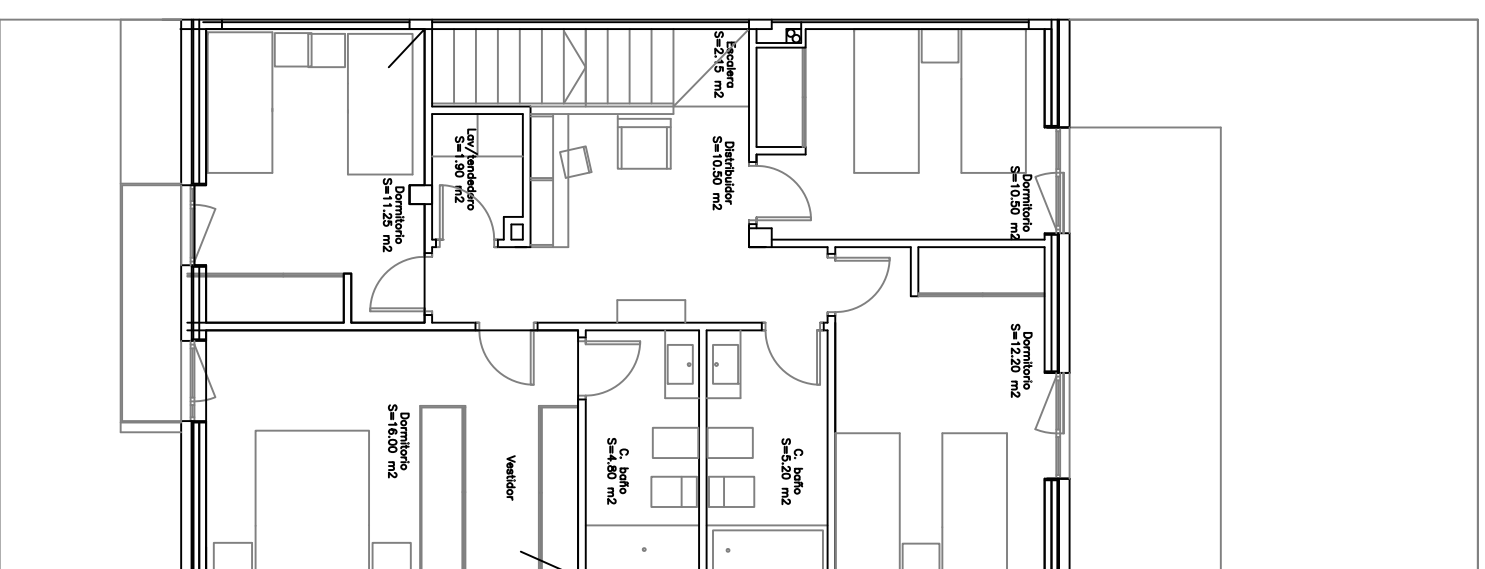 Escalera
S=2.15 m2
Lav/tendedero
S=1.90 m2
Distribuidor
S=10.50 m2
Dormitorio
S=10.50 m2
Dormitorio
S=11.25 m2
Dormitorio
S=12.20 m2
Dormitorio
S=16.00 m2
Vestidor
C. baño
S=4.80 m2
C. baño
S=5.20 m2